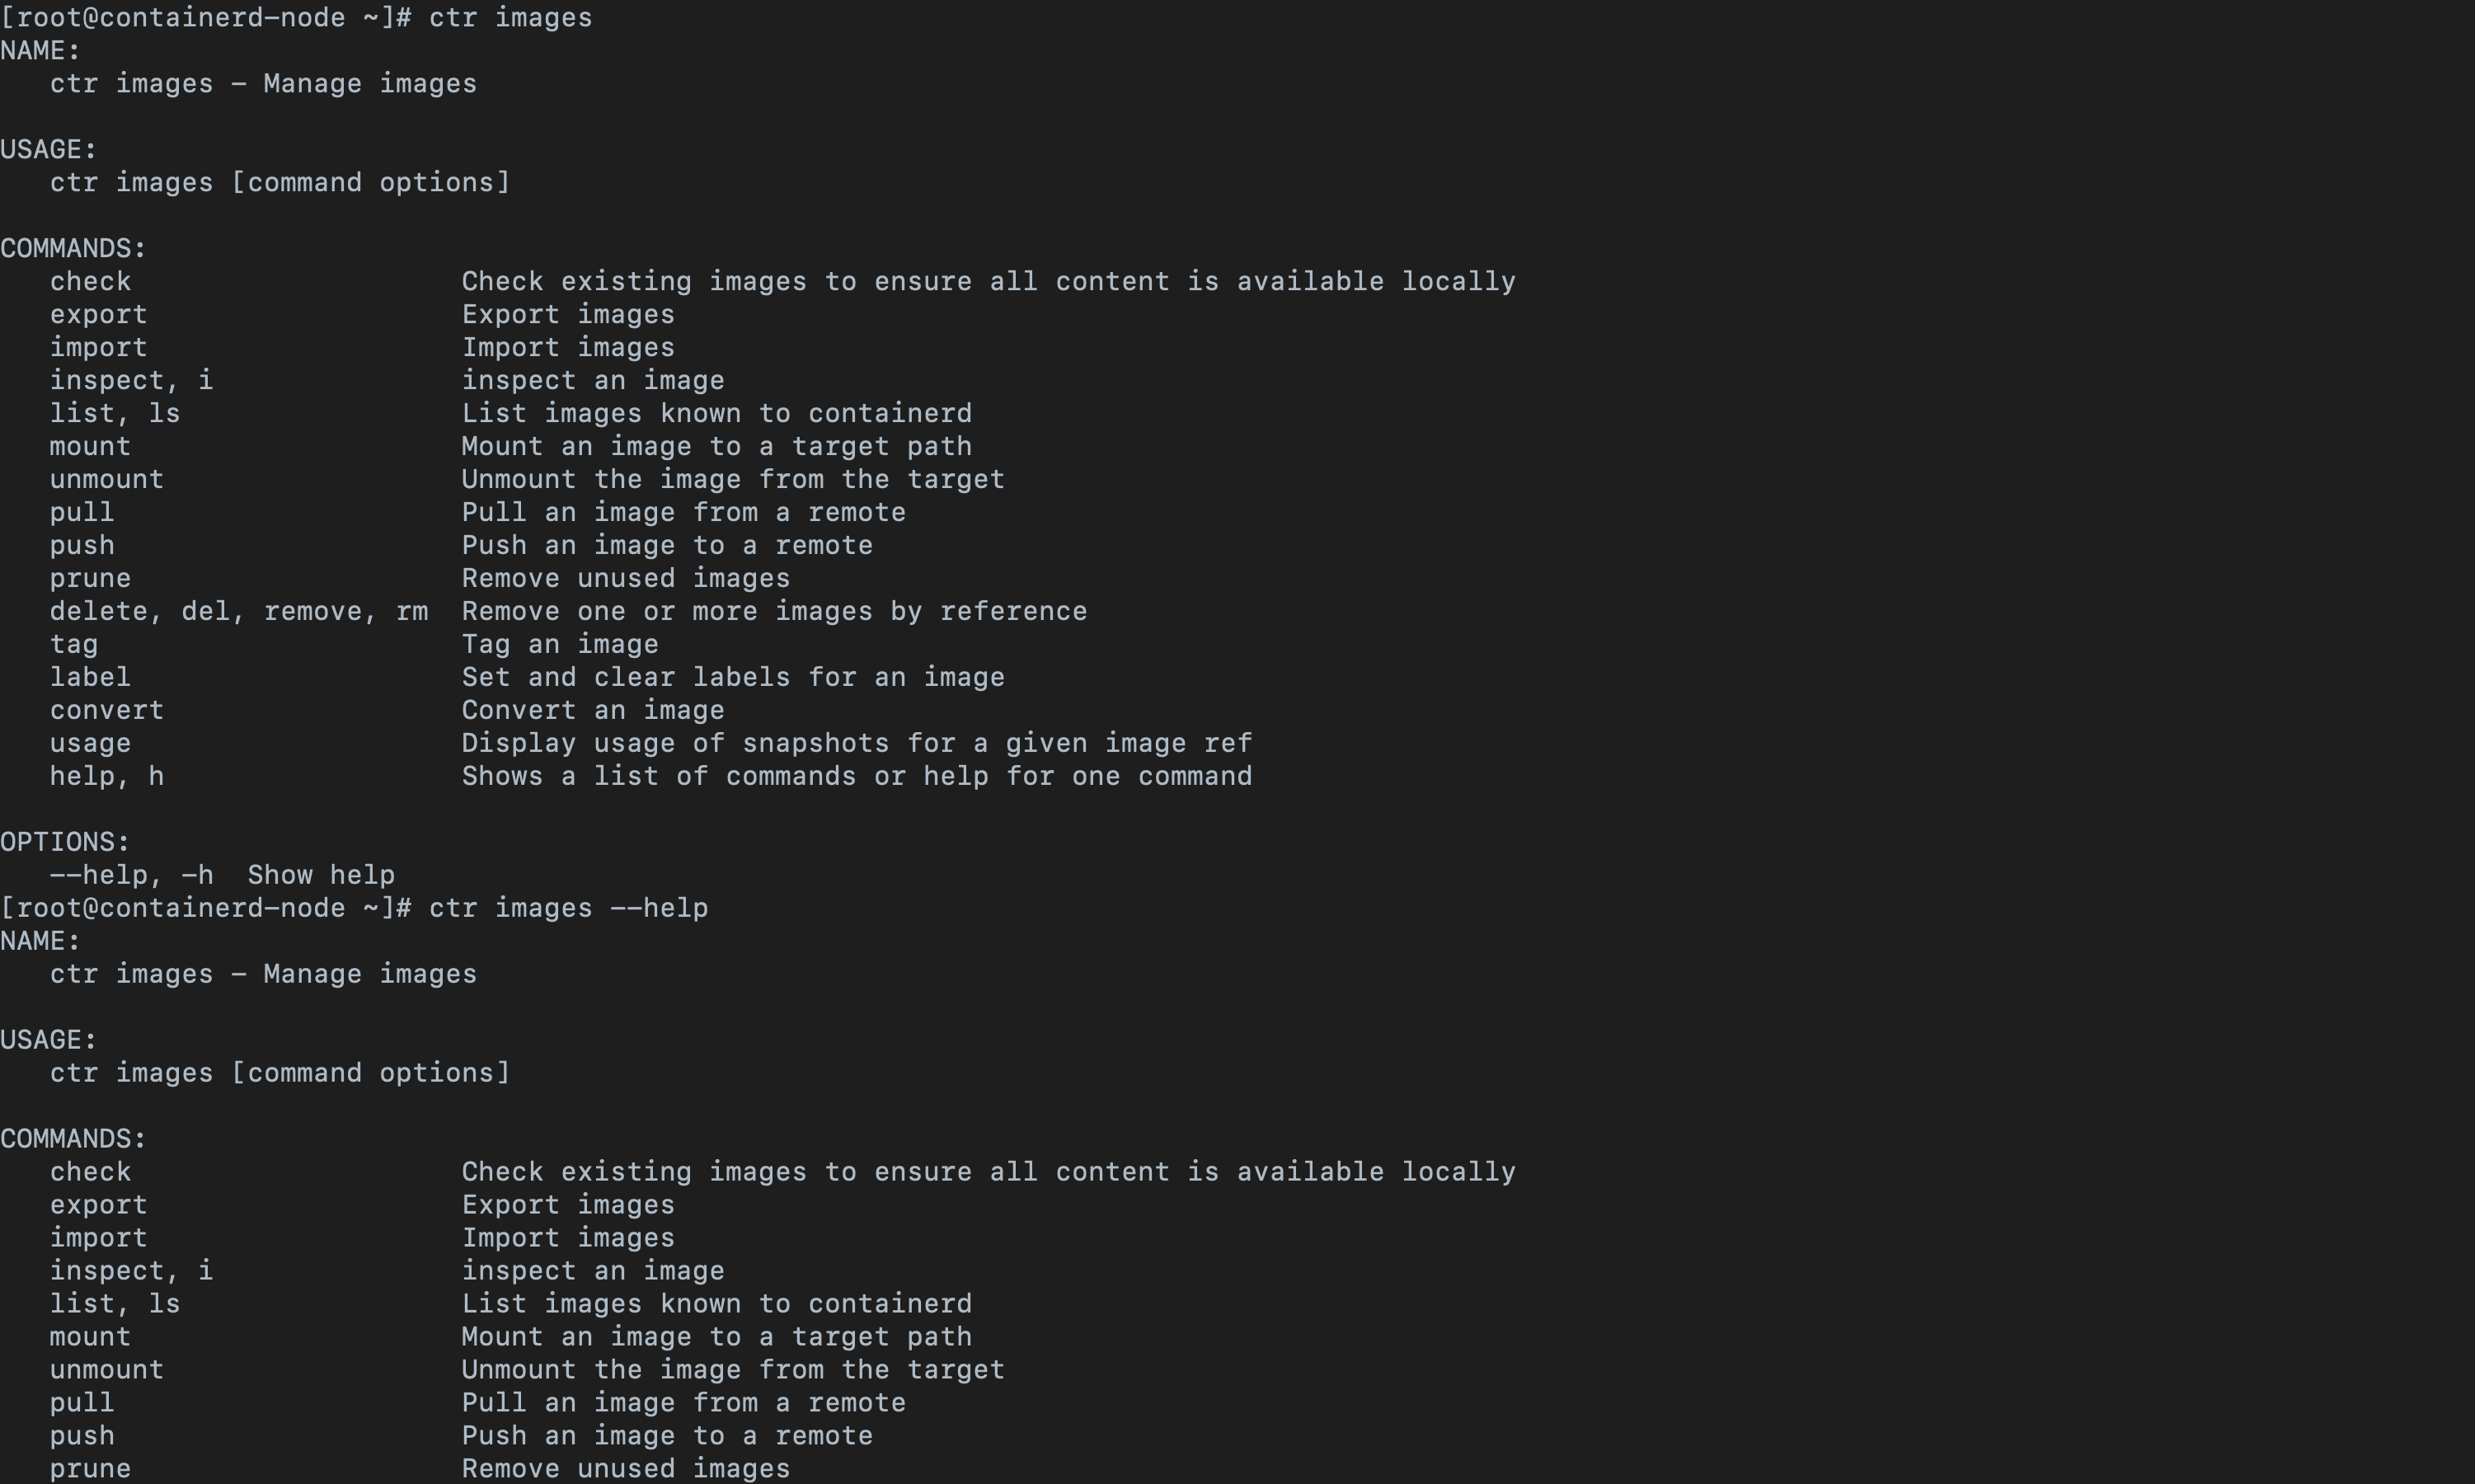 [root@containerd-node ~]# ctr images
NAME:
   ctr images - Manage images

USAGE:
   ctr images [command options]

COMMANDS:
   check                    Check existing images to ensure all content is available locally
   export                   Export images
   import                   Import images
   inspect, i               inspect an image
   list, ls                 List images known to containerd
   mount                    Mount an image to a target path
   unmount                  Unmount the image from the target
   pull                     Pull an image from a remote
   push                     Push an image to a remote
   prune                    Remove unused images
   delete, del, remove, rm  Remove one or more images by reference
   tag                      Tag an image
   label                    Set and clear labels for an image
   convert                  Convert an image
   usage                    Display usage of snapshots for a given image ref
   help, h                  Shows a list of commands or help for one command

OPTIONS:
   --help, -h  Show help
[root@containerd-node ~]# ctr images --help
NAME:
   ctr images - Manage images

USAGE:
   ctr images [command options]

COMMANDS:
   check                    Check existing images to ensure all content is available locally
   export                   Export images
   import                   Import images
   inspect, i               inspect an image
   list, ls                 List images known to containerd
   mount                    Mount an image to a target path
   unmount                  Unmount the image from the target
   pull                     Pull an image from a remote
   push                     Push an image to a remote
   prune                    Remove unused images